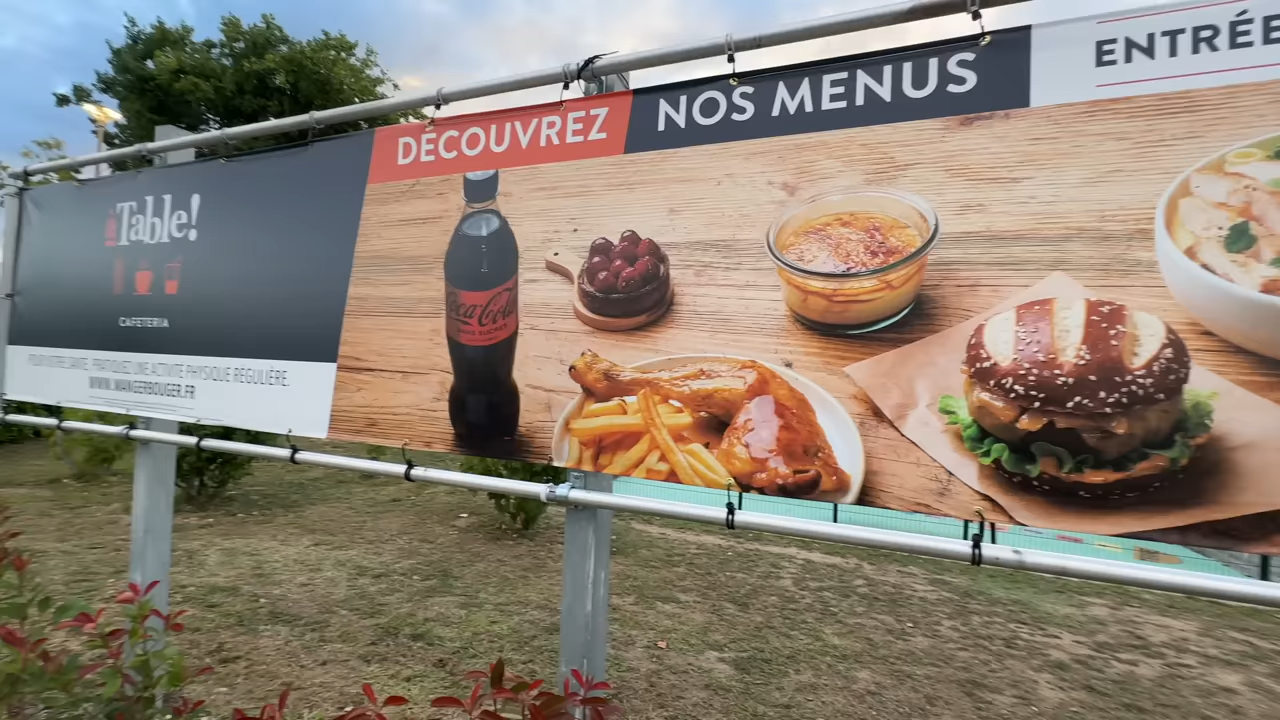 DÉCOUVREZ NOS MENUS
ENTRÉE
Table!
CAFETERIA
POUR VOTRE SANTÉ, PRATIQUEZ UNE ACTIVITÉ PHYSIQUE RÉGULIÈRE.
WWW.MANGERBOUGER.FR
Coca-Cola
SANS SUCRES